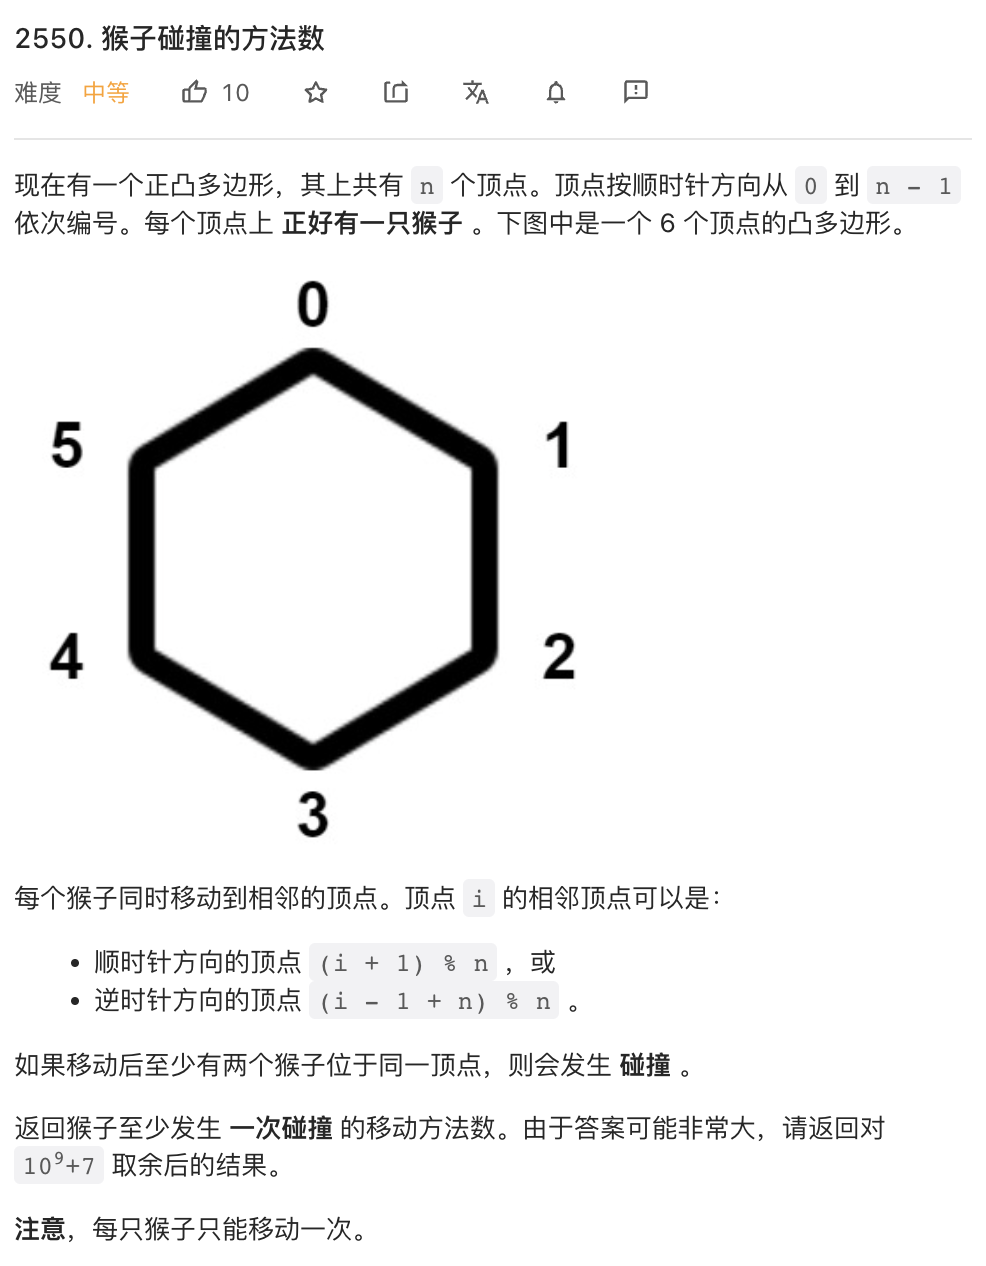 2550. 猴子碰撞的方法数
难度 中等 10
现在有一个正凸多边形，其上共有 n 个顶点。顶点按顺时针方向从 0 到 n - 1
依次编号。每个顶点上 正好有一只猴子 。下图中是一个 6 个顶点的凸多边形。
0
5 1
4 2
3
每个猴子同时移动到相邻的顶点。顶点 i 的相邻顶点可以是：
• 顺时针方向的顶点 (i + 1) % n ，或
• 逆时针方向的顶点 (i - 1 + n) % n 。
如果移动后至少有两个猴子位于同一顶点，则会发生 碰撞 。
返回猴子至少发生 一次碰撞 的移动方法数。由于答案可能非常大，请返回对
10⁹+7 取余后的结果。
注意，每只猴子只能移动一次。